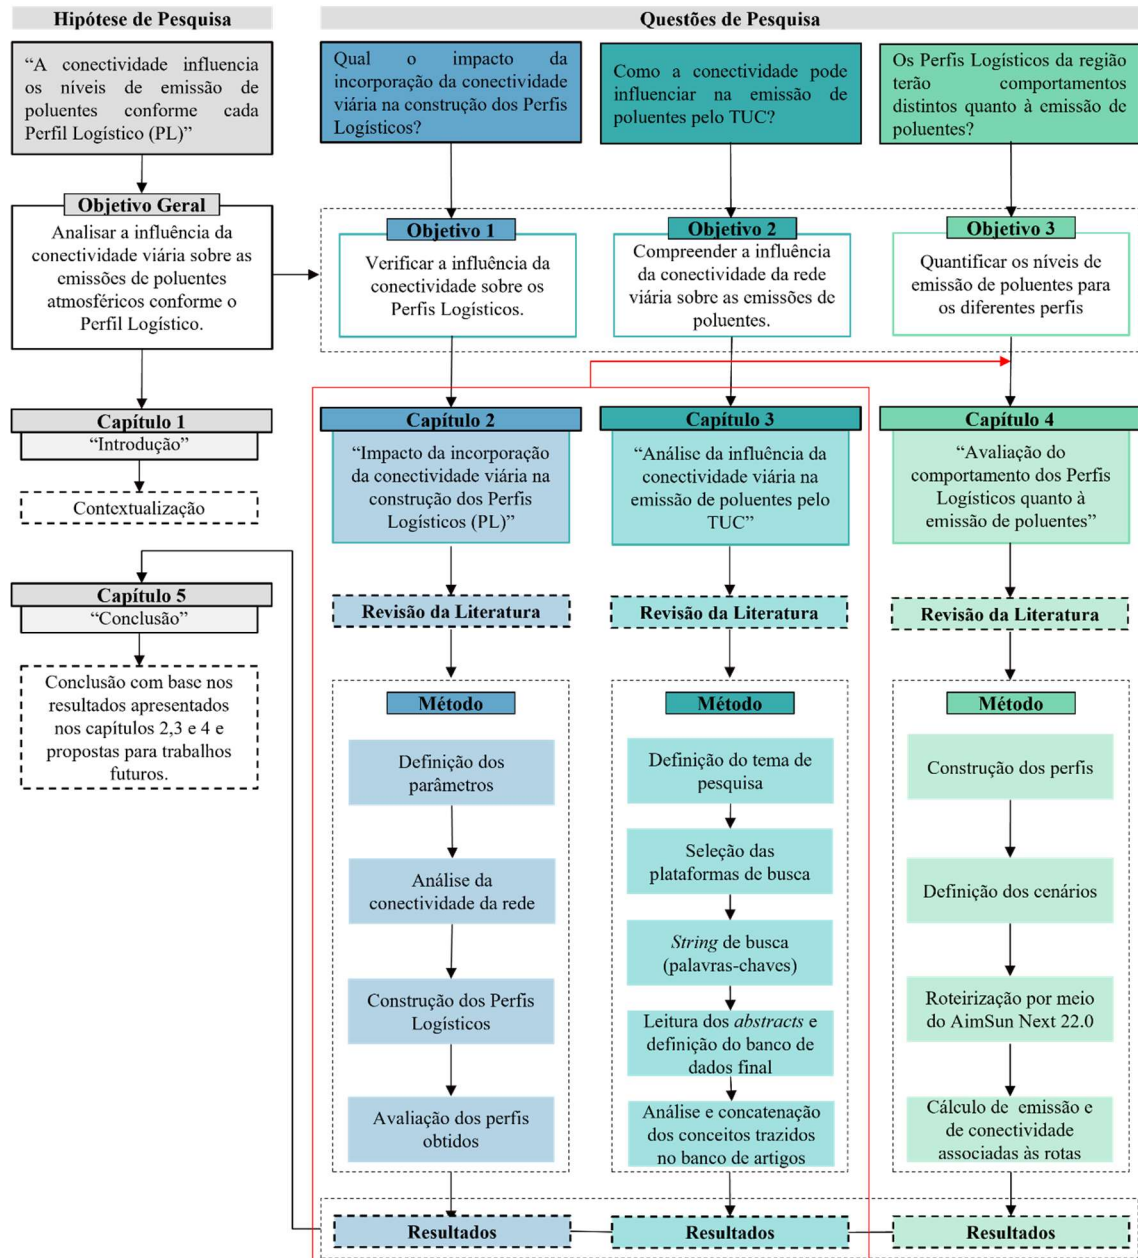 Hipótese de Pesquisa
Questões de Pesquisa
“A conectividade influencia
os níveis de emissão de
poluentes conforme cada
Perfil Logístico (PL)”
Qual o impacto da
incorporação da conectividade
viária na construção dos Perfis
Logísticos?
Como a conectividade pode
influenciar na emissão de
poluentes pelo TUC?
Os Perfis Logísticos da região
terão comportamentos
distintos quanto à emissão de
poluentes?
Objetivo Geral
Analisar a influência da
conectividade viária sobre as
emissões de poluentes
atmosféricos conforme o
Perfil Logístico.
Objetivo 1
Verificar a influência da
conectividade sobre os
Perfis Logísticos.
Objetivo 2
Compreender a influência
da conectividade da rede
viária sobre as emissões de
poluentes.
Objetivo 3
Quantificar os níveis de
emissão de poluentes para
os diferentes perfis
Capítulo 1
“Introdução”
Contextualização
Capítulo 5
“Conclusão”
Conclusão com base nos
resultados apresentados
nos capítulos 2,3 e 4 e
propostas para trabalhos
futuros.
Capítulo 2
“Impacto da incorporação
da conectividade viária na
construção dos Perfis
Logísticos (PL)”
Revisão da Literatura
Método
Definição dos
parâmetros
Análise da
conectividade da rede
Construção dos Perfis
Logísticos
Avaliação dos perfis
obtidos
Resultados
Capítulo 3
“Análise da influência da
conectividade viária na
emissão de poluentes pelo
TUC”
Revisão da Literatura
Método
Definição do tema de
pesquisa
Seleção das
plataformas de busca
String de busca
(palavras-chaves)
Leitura dos abstracts e
definição do banco de
dados final
Análise e concatenação
dos conceitos trazidos
no banco de artigos
Resultados
Capítulo 4
“Avaliação do
comportamento dos Perfis
Logísticos quanto à
emissão de poluentes”
Revisão da Literatura
Método
Construção dos perfis
Definição dos cenários
Roteirização por meio
do AimSun Next 22.0
Cálculo de emissão e
de conectividade
associadas às rotas
Resultados